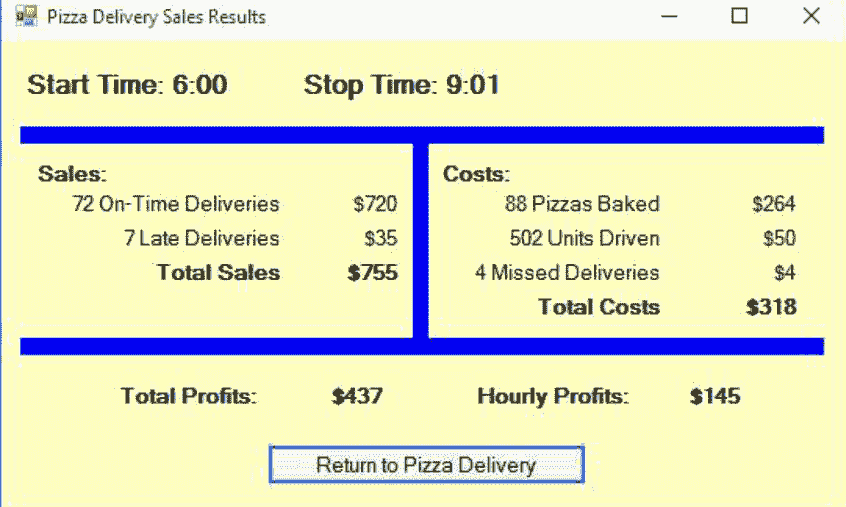 Pizza Delivery Sales Results
Start Time: 6:00 Stop Time: 9:01
Sales:
72 On-Time Deliveries $720
7 Late Deliveries $35
Total Sales $755
Costs:
88 Pizzas Baked $264
502 Units Driven $50
4 Missed Deliveries $4
Total Costs $318
Total Profits: $437 Hourly Profits: $145
Return to Pizza Delivery